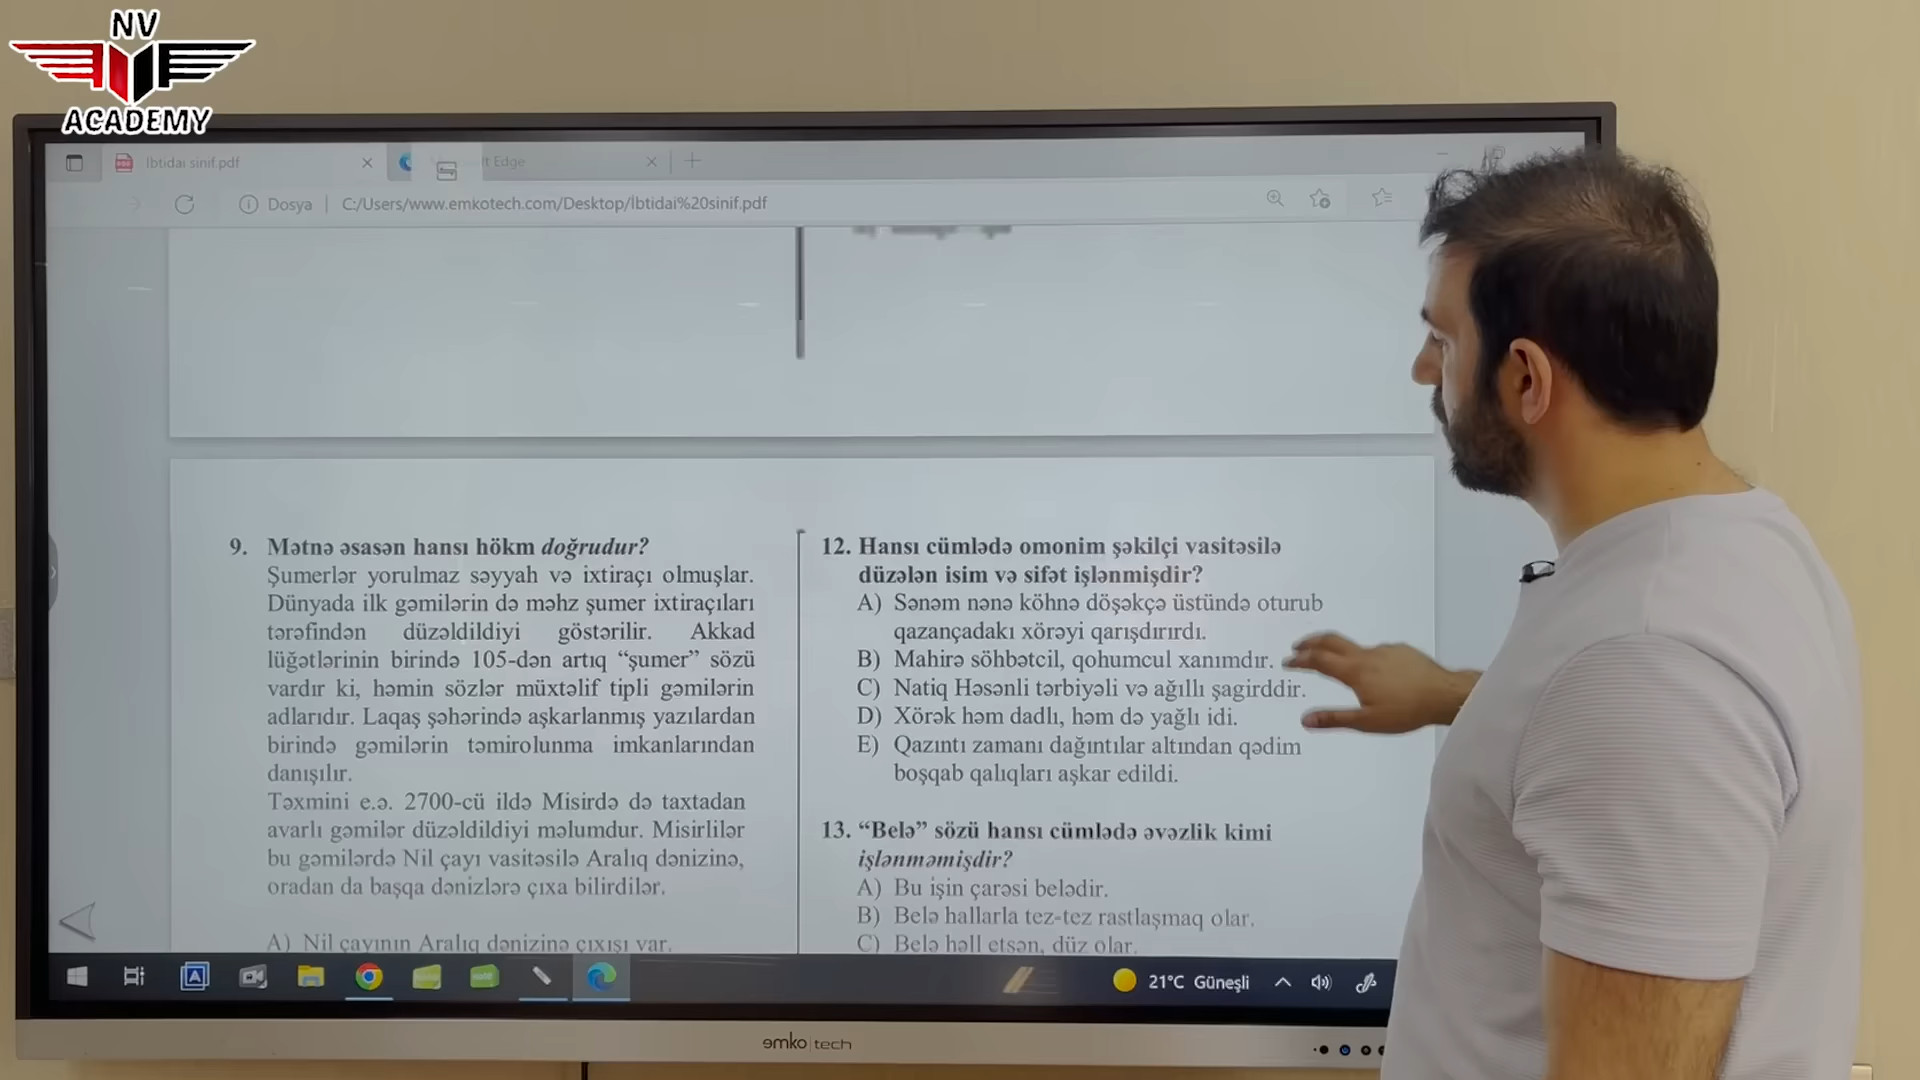 NV
ACADEMY
Ibtidai sinif.pdf
Edge
Dosya
C:/Users/www.emkotech.com/Desktop/İbtidai%20sinif.pdf
9. Mətnə əsasən hansı hökm doğrudur?
Şumerlər yorulmaz səyyah və ixtiraçı olmuşlar.
Dünyada ilk gəmilərin də məhz şumer ixtiraçıları
tərəfindən düzəldildiyi göstərilir. Akkad
lüğətlərinin birində 105-dən artıq “şumer” sözü
vardır ki, həmin sözlər müxtəlif tipli gəmilərin
adlarıdır. Laqaş şəhərində aşkarlanmış yazılardan
birində gəmilərin təmirolunma imkanlarından
danışılır.
Təxmini e.ə. 2700-cü ildə Misirdə də taxtadan
avarlı gəmilər düzəldildiyi məlumdur. Misirlilər
bu gəmilərdə Nil çayı vasitəsilə Aralıq dənizinə,
oradan da başqa dənizlərə çıxa bilirdilər.
A) Nil çayının Aralıq dənizinə çıxışı var.
12. Hansı cümlədə omonim şəkilçi vasitəsilə
düzələn isim və sifət işlənmişdir?
A) Sənəm nənə köhnə döşəkçə üstündə oturub
qazançadakı xörəyi qarışdırırdı.
B) Mahirə söhbətcil, qohumcul xanımdır.
C) Natiq Həsənli tərbiyəli və ağıllı şagirddir.
D) Xörək həm dadlı, həm də yağlı idi.
E) Qazıntı zamanı dağıntılar altından qədim
boşqab qalıqları aşkar edildi.
13. “Belə” sözü hansı cümlədə əvəzlik kimi
işlənməmişdir?
A) Bu işin çarəsi belədir.
B) Belə hallarla tez-tez rastlaşmaq olar.
C) Belə həll etsən, düz olar.
21°C Güneşli
emko tech